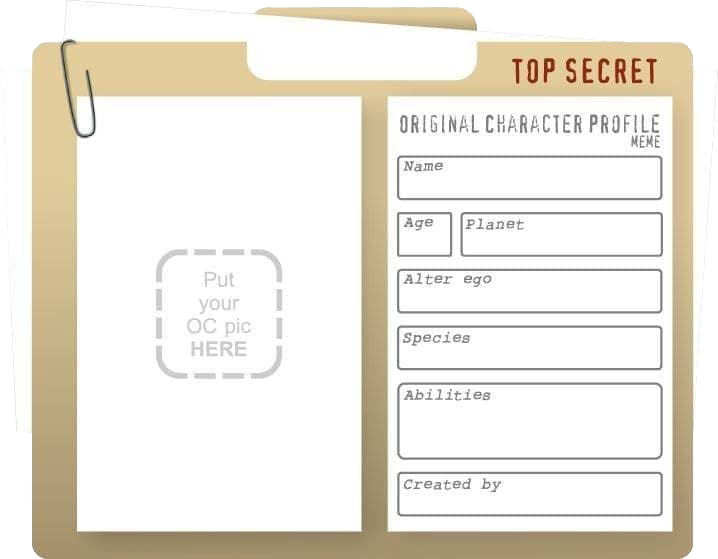 TOP SECRET
Put
your
OC pic
HERE
ORIGINAL CHARACTER PROFILE
MEME
Name
Age
Planet
Alter ego
Species
Abilities
Created by